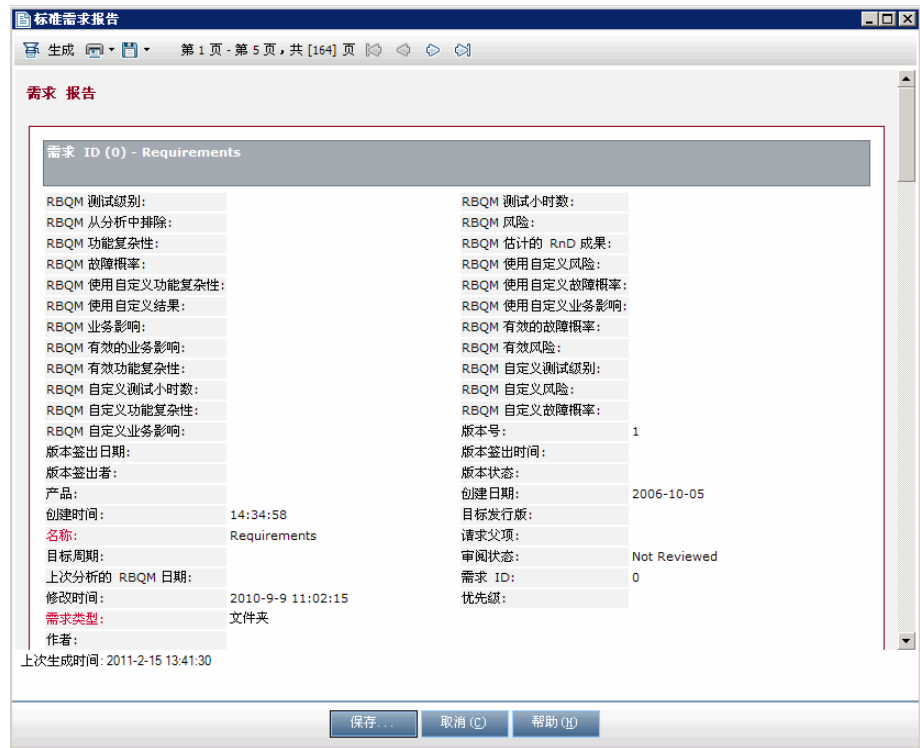 标准需求报告
生成 第 1 页 - 第 5 页，共 [164] 页
需求 报告
需求 ID (0) - Requirements
RBQM 测试级别: RBQM 测试小时数:
RBQM 从分析中排除: RBQM 风险:
RBQM 功能复杂性: RBQM 估计的 RnD 成果:
RBQM 故障概率: RBQM 使用自定义风险:
RBQM 使用自定义功能复杂性: RBQM 使用自定义故障概率:
RBQM 使用自定义结果: RBQM 使用自定义业务影响:
RBQM 业务影响: RBQM 有效的故障概率:
RBQM 有效的业务影响: RBQM 有效风险:
RBQM 有效功能复杂性: RBQM 自定义测试级别:
RBQM 自定义测试小时数: RBQM 自定义风险:
RBQM 自定义功能复杂性: RBQM 自定义故障概率:
RBQM 自定义业务影响: 版本号: 1
版本签出日期: 版本签出时间:
版本签出者: 版本状态:
产品: 创建日期: 2006-10-05
创建时间: 14:34:58 目标发行版:
名称: Requirements 请求父项:
目标周期: 审阅状态: Not Reviewed
上次分析的 RBQM 日期: 需求 ID: 0
修改时间: 2010-9-9 11:02:15 优先级:
需求类型: 文件夹
作者:
上次生成时间: 2011-2-15 13:41:30
保存... 取消(C) 帮助(H)